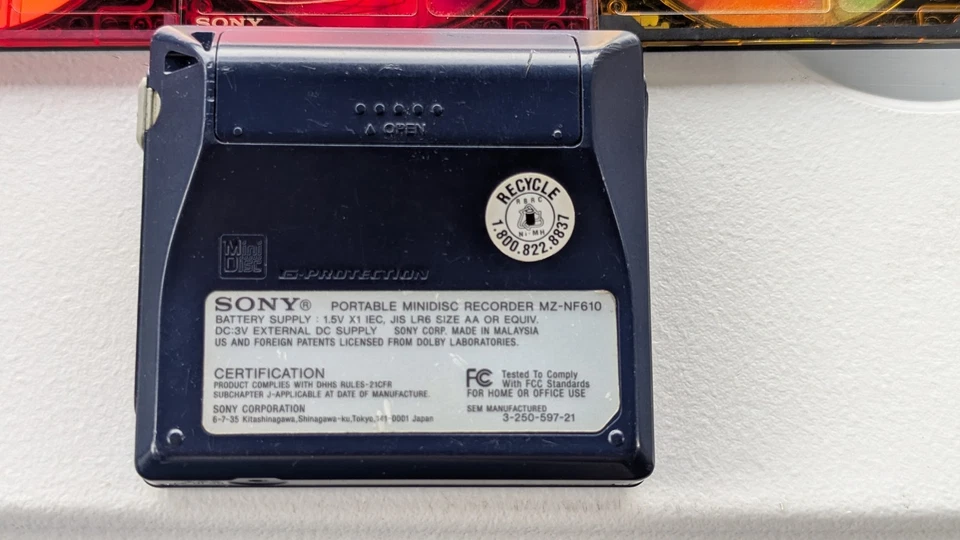 SONY
OPEN
RECYCLE
RBRC
Ni-MH
1.800.822.8837
Mini
Disc
G-PROTECTION
SONY® PORTABLE MINIDISC RECORDER MZ-NF610
BATTERY SUPPLY : 1.5V X1 IEC, JIS LR6 SIZE AA OR EQUIV.
DC:3V EXTERNAL DC SUPPLY SONY CORP. MADE IN MALAYSIA
US AND FOREIGN PATENTS LICENSED FROM DOLBY LABORATORIES.
CERTIFICATION
PRODUCT COMPLIES WITH DHHS RULES-21CFR
SUBCHAPTER J-APPLICABLE AT DATE OF MANUFACTURE.
SONY CORPORATION
6-7-35 Kitashinagawa,Shinagawa-ku,Tokyo,141-0001 Japan
FC Tested To Comply
With FCC Standards
FOR HOME OR OFFICE USE
SEM MANUFACTURED
3-250-597-21